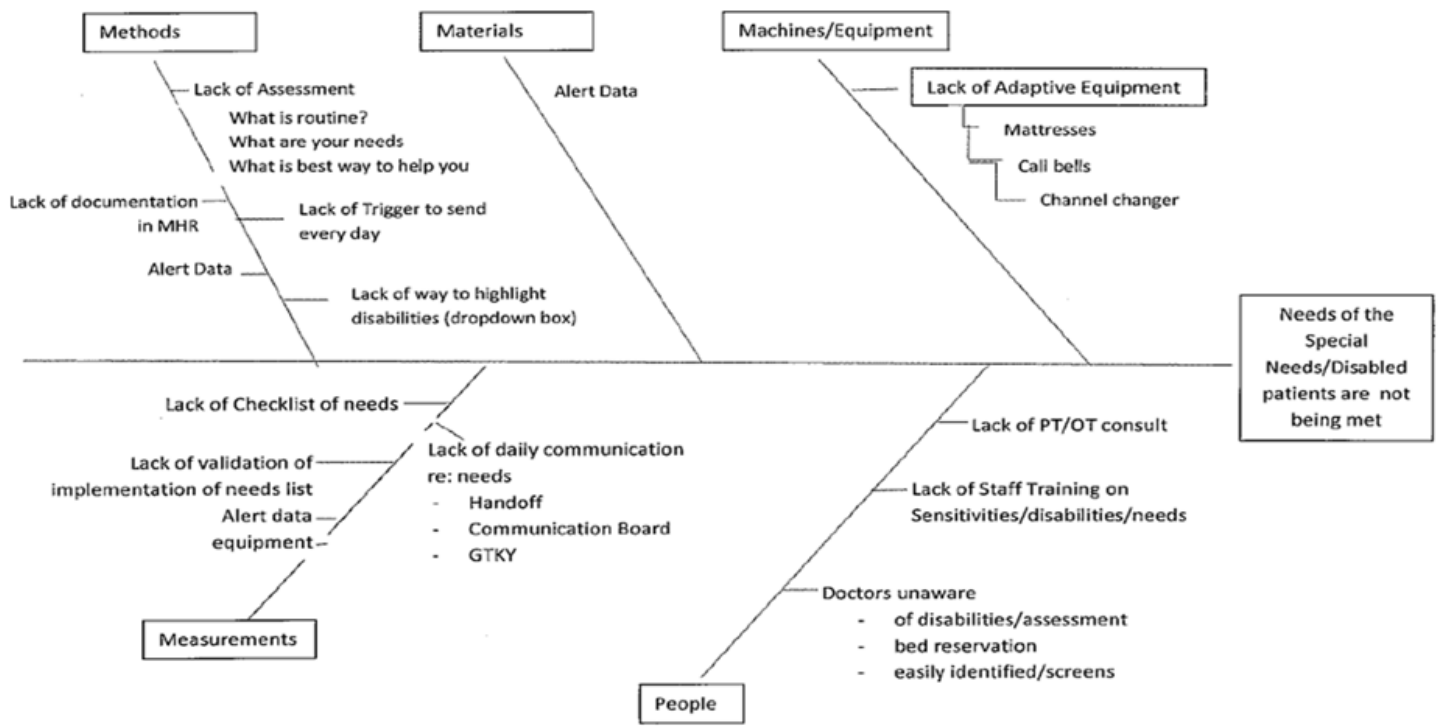 Methods
Materials
Machines/Equipment
Lack of Assessment
What is routine?
What are your needs
What is best way to help you
Lack of documentation
in MHR
Lack of Trigger to send
every day
Alert Data
Lack of way to highlight
disabilities (dropdown box)
Alert Data
Lack of Adaptive Equipment
Mattresses
Call bells
Channel changer
Needs of the
Special
Needs/Disabled
patients are not
being met
Lack of Checklist of needs
Lack of validation of
implementation of needs list
Alert data
equipment
Lack of daily communication
re: needs
- Handoff
- Communication Board
- GTKY
Measurements
Lack of PT/OT consult
Lack of Staff Training on
Sensitivities/disabilities/needs
Doctors unaware
- of disabilities/assessment
- bed reservation
- easily identified/screens
People